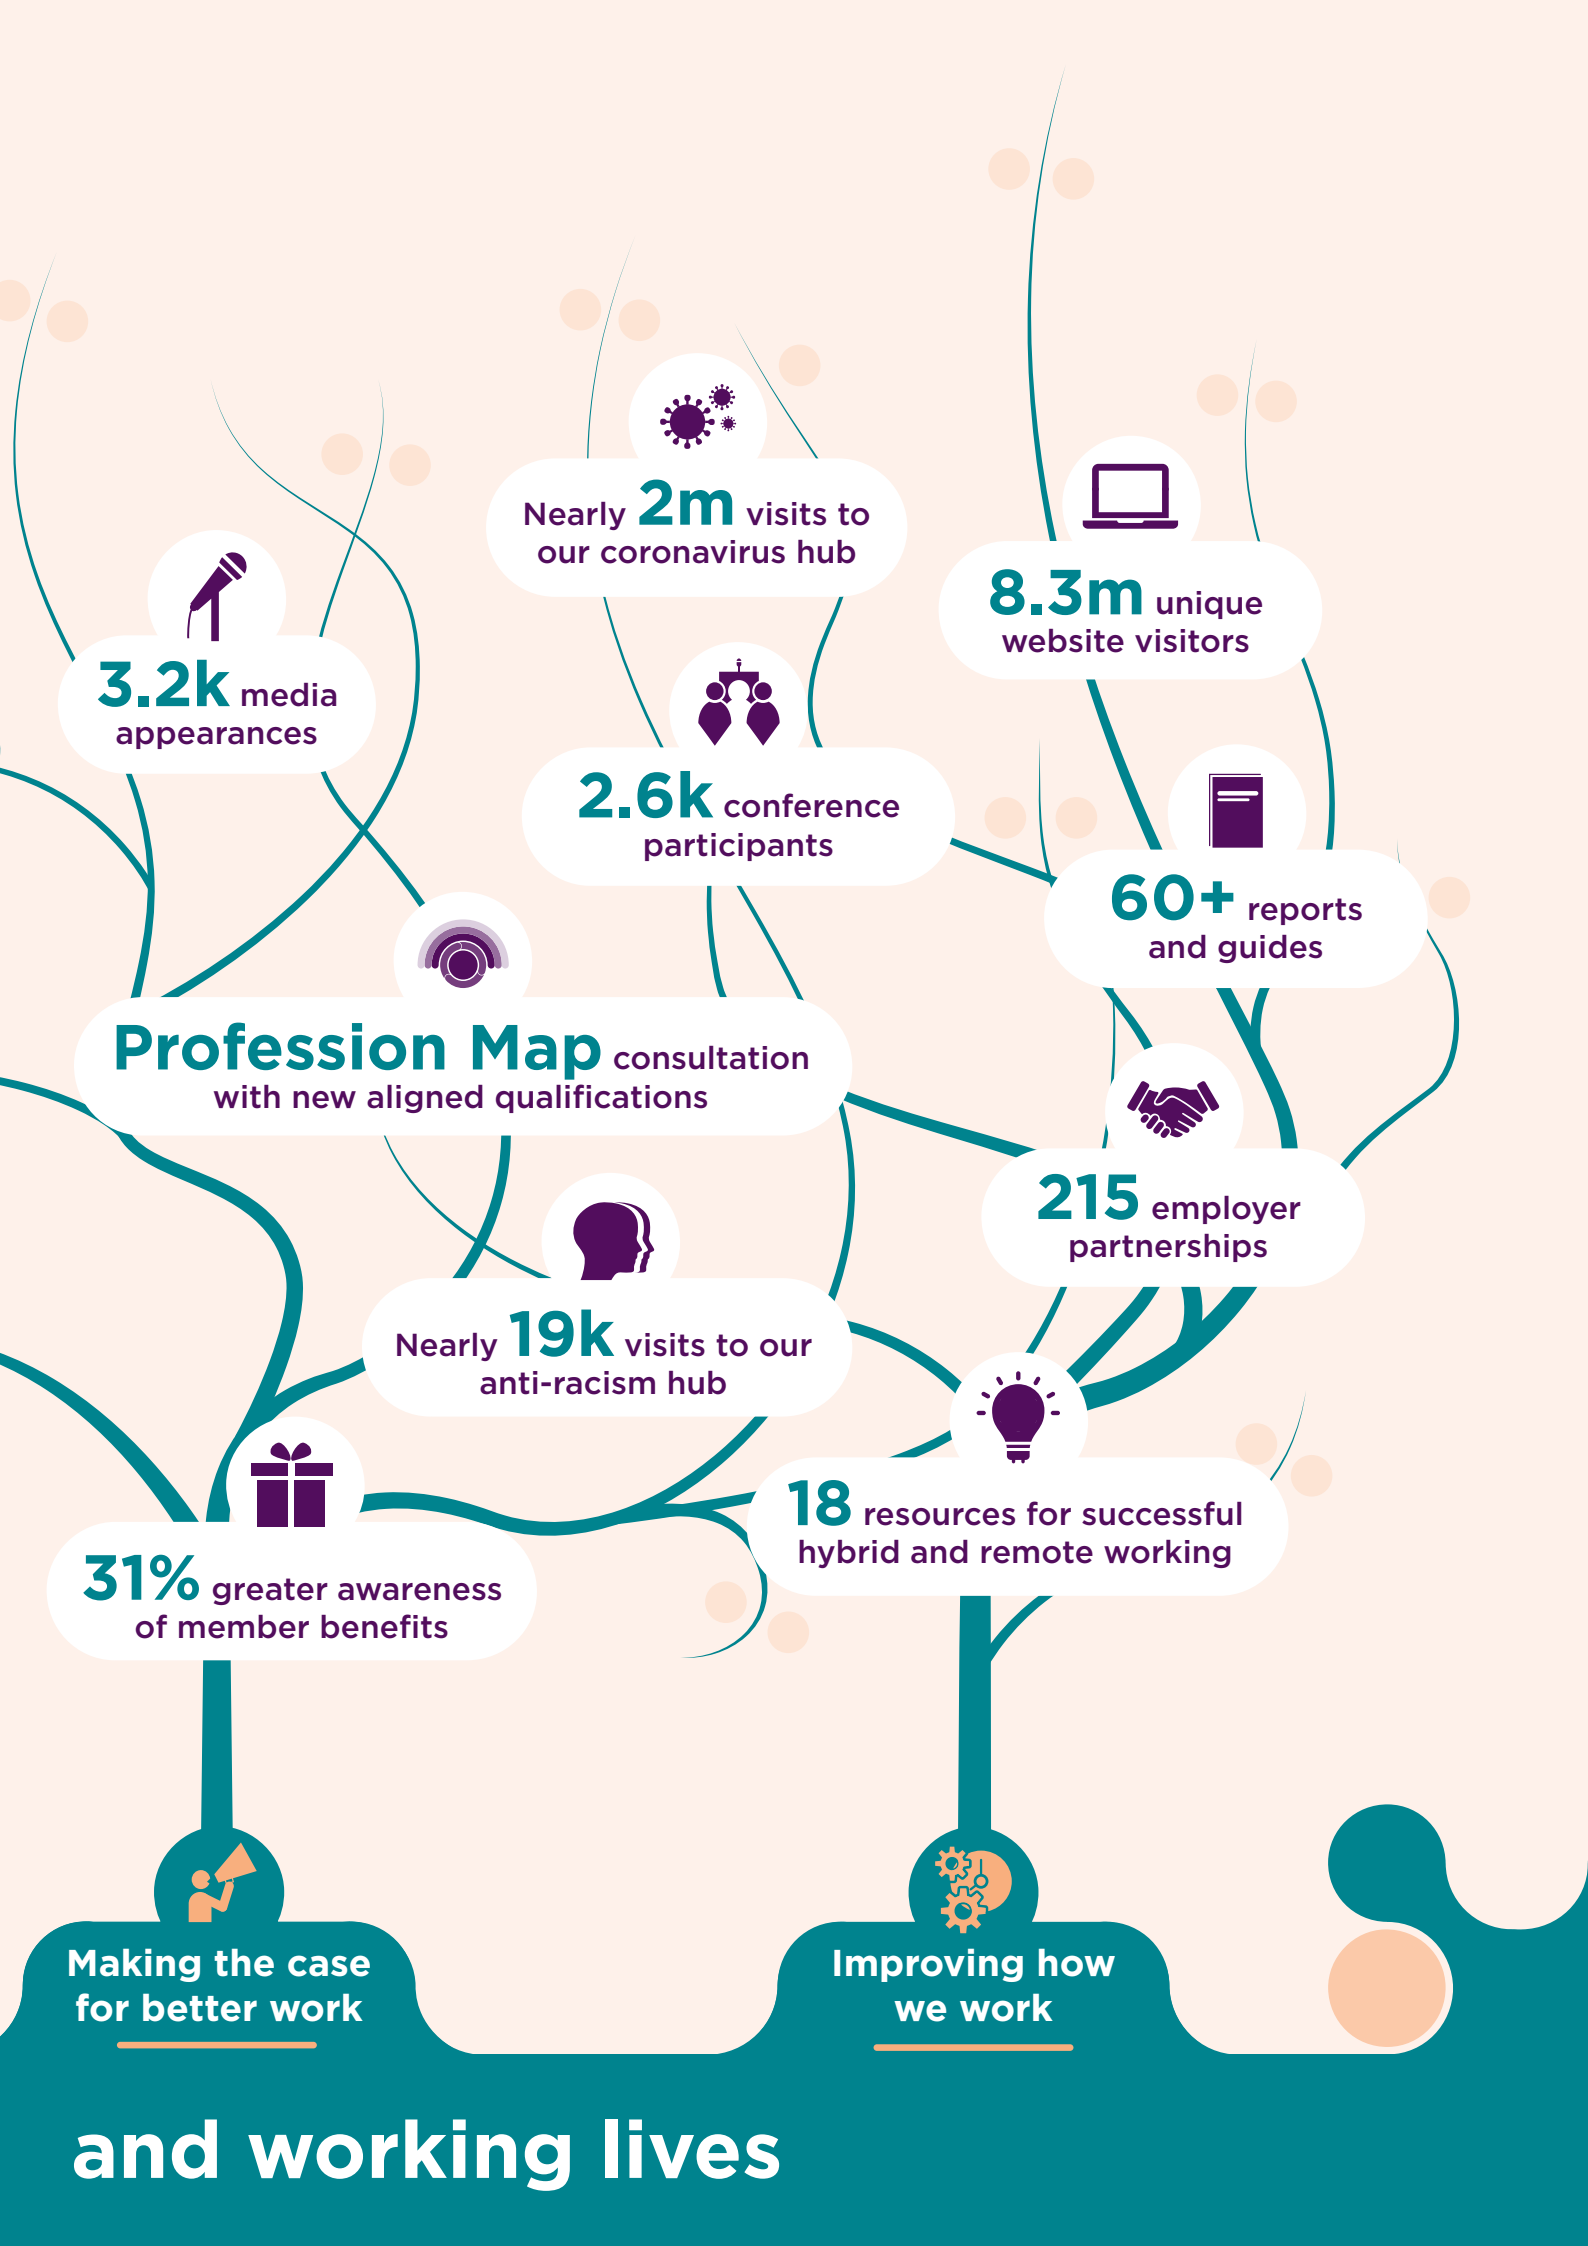 Nearly 2m visits to
our coronavirus hub
8.3m unique
website visitors
3.2k media
appearances
2.6k conference
participants
60+ reports
and guides
Profession Map consultation
with new aligned qualifications
215 employer
partnerships
Nearly 19k visits to our
anti-racism hub
18 resources for successful
hybrid and remote working
31% greater awareness
of member benefits
Making the case
for better work
Improving how
we work
and working lives